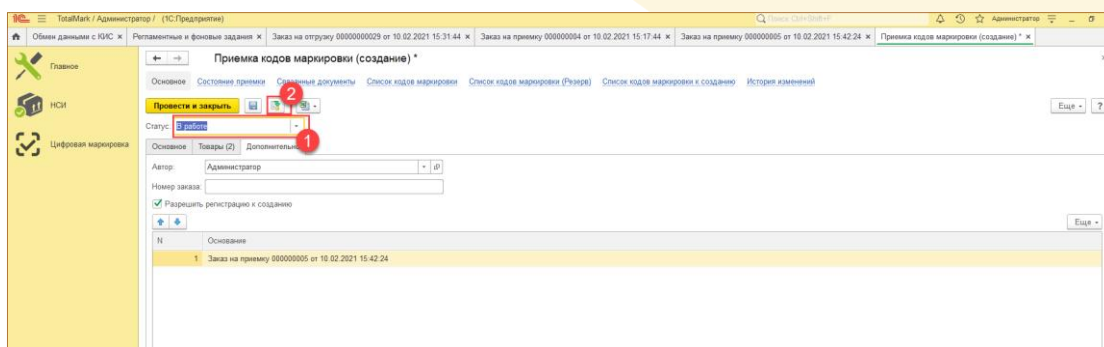 1С TotalMark / Администратор / (1С:Предприятие) Поиск Ctrl+Shift+F Администратор
Обмен данными с КИС × Регламентные и фоновые задания × Заказ на отгрузку 00000000029 от 10.02.2021 15:31:44 × Заказ на приемку 000000004 от 10.02.2021 15:17:44 × Заказ на приемку 000000005 от 10.02.2021 15:42:24 × Приемка кодов маркировки (создание) * ×
Главное
НСИ
Цифровая маркировка
Приемка кодов маркировки (создание) *
Основное Состояние приемки Связанные документы Список кодов маркировки Список кодов маркировки (Резерв) Список кодов маркировки к созданию История изменений
2
Провести и закрыть Еще ?
Статус: В работе
1
Основное Товары (2) Дополнительно
Автор: Администратор
Номер заказа:
Разрешить регистрацию к созданию
Еще
N Основание
1 Заказ на приемку 000000005 от 10.02.2021 15:42:24